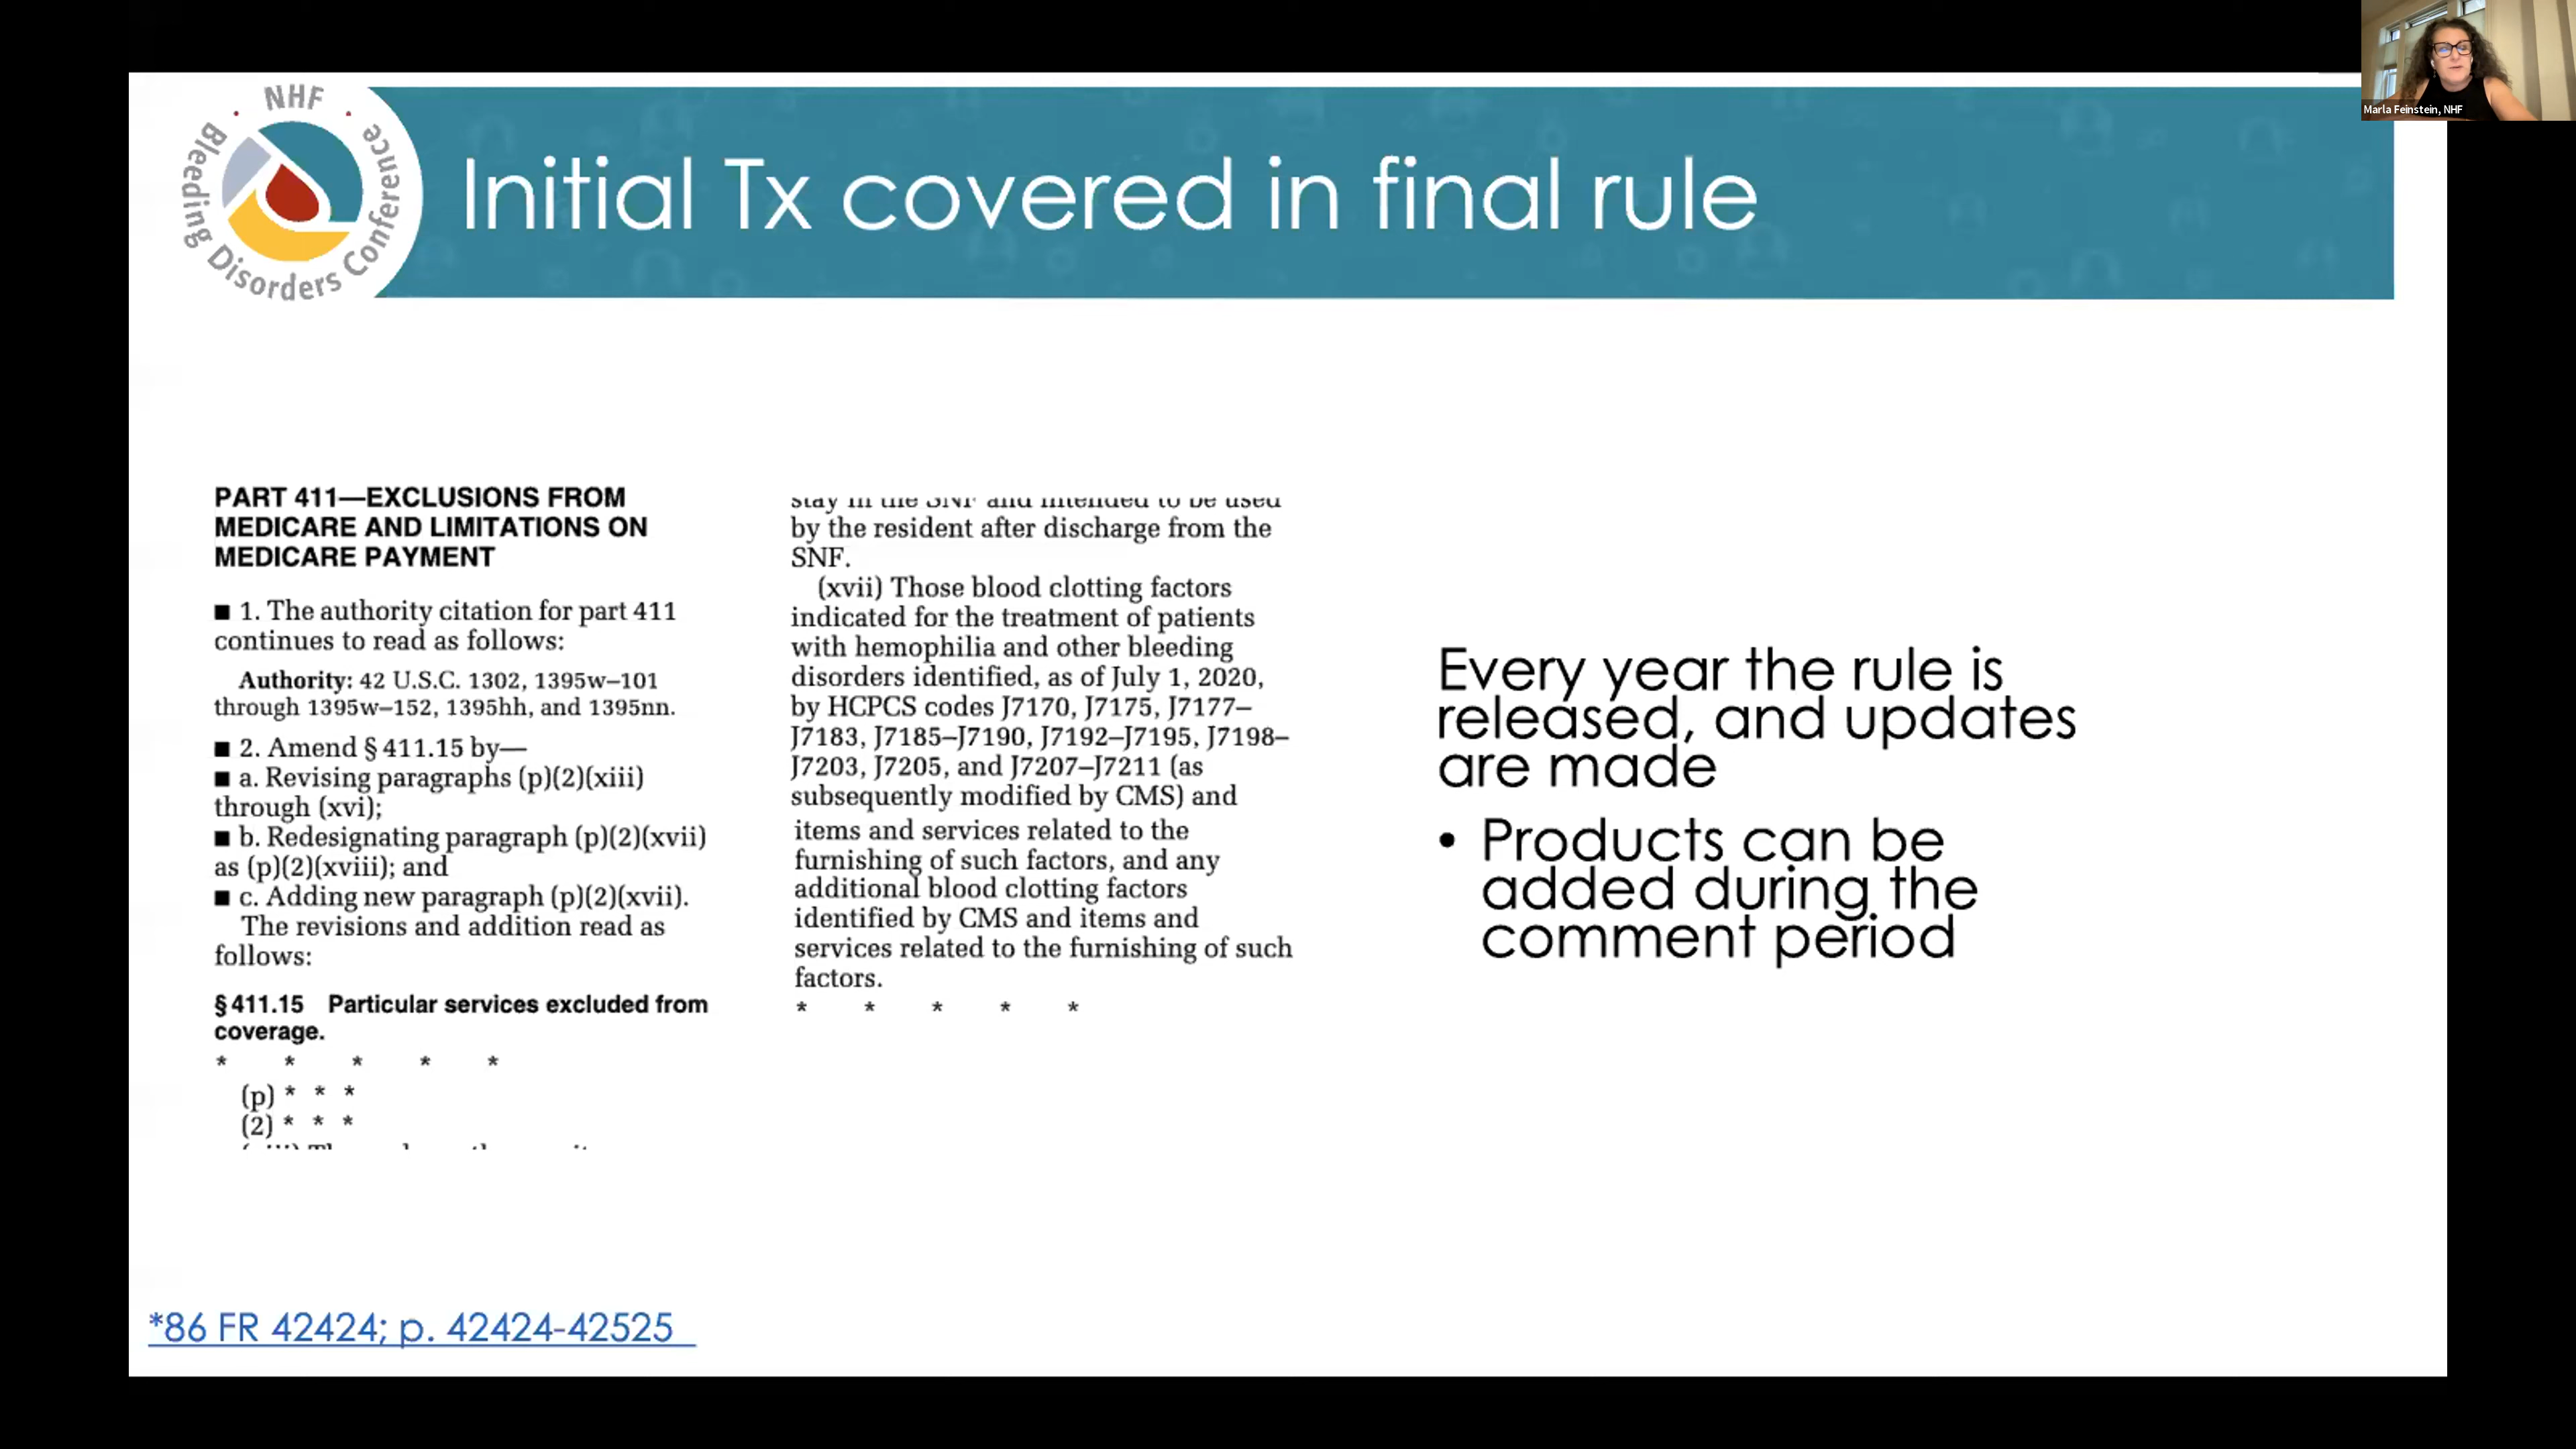 NHF
Bleeding Disorders Conference
Initial Tx covered in final rule
Marla Feinstein, NHF
PART 411—EXCLUSIONS FROM
MEDICARE AND LIMITATIONS ON
MEDICARE PAYMENT
■ 1. The authority citation for part 411
continues to read as follows:
Authority: 42 U.S.C. 1302, 1395w–101
through 1395w–152, 1395hh, and 1395nn.
■ 2. Amend § 411.15 by—
■ a. Revising paragraphs (p)(2)(xiii)
through (xvi);
■ b. Redesignating paragraph (p)(2)(xvii)
as (p)(2)(xviii); and
■ c. Adding new paragraph (p)(2)(xvii).
The revisions and addition read as
follows:
§ 411.15 Particular services excluded from
coverage.
* * * * *
(p) * * *
(2) * * *
stay in the SNF and intended to be used
by the resident after discharge from the
SNF.
(xvii) Those blood clotting factors
indicated for the treatment of patients
with hemophilia and other bleeding
disorders identified, as of July 1, 2020,
by HCPCS codes J7170, J7175, J7177–
J7183, J7185–J7190, J7192–J7195, J7198–
J7203, J7205, and J7207–J7211 (as
subsequently modified by CMS) and
items and services related to the
furnishing of such factors, and any
additional blood clotting factors
identified by CMS and items and
services related to the furnishing of such
factors.
* * * * *
Every year the rule is
released, and updates
are made
• Products can be
added during the
comment period
*86 FR 42424; p. 42424-42525